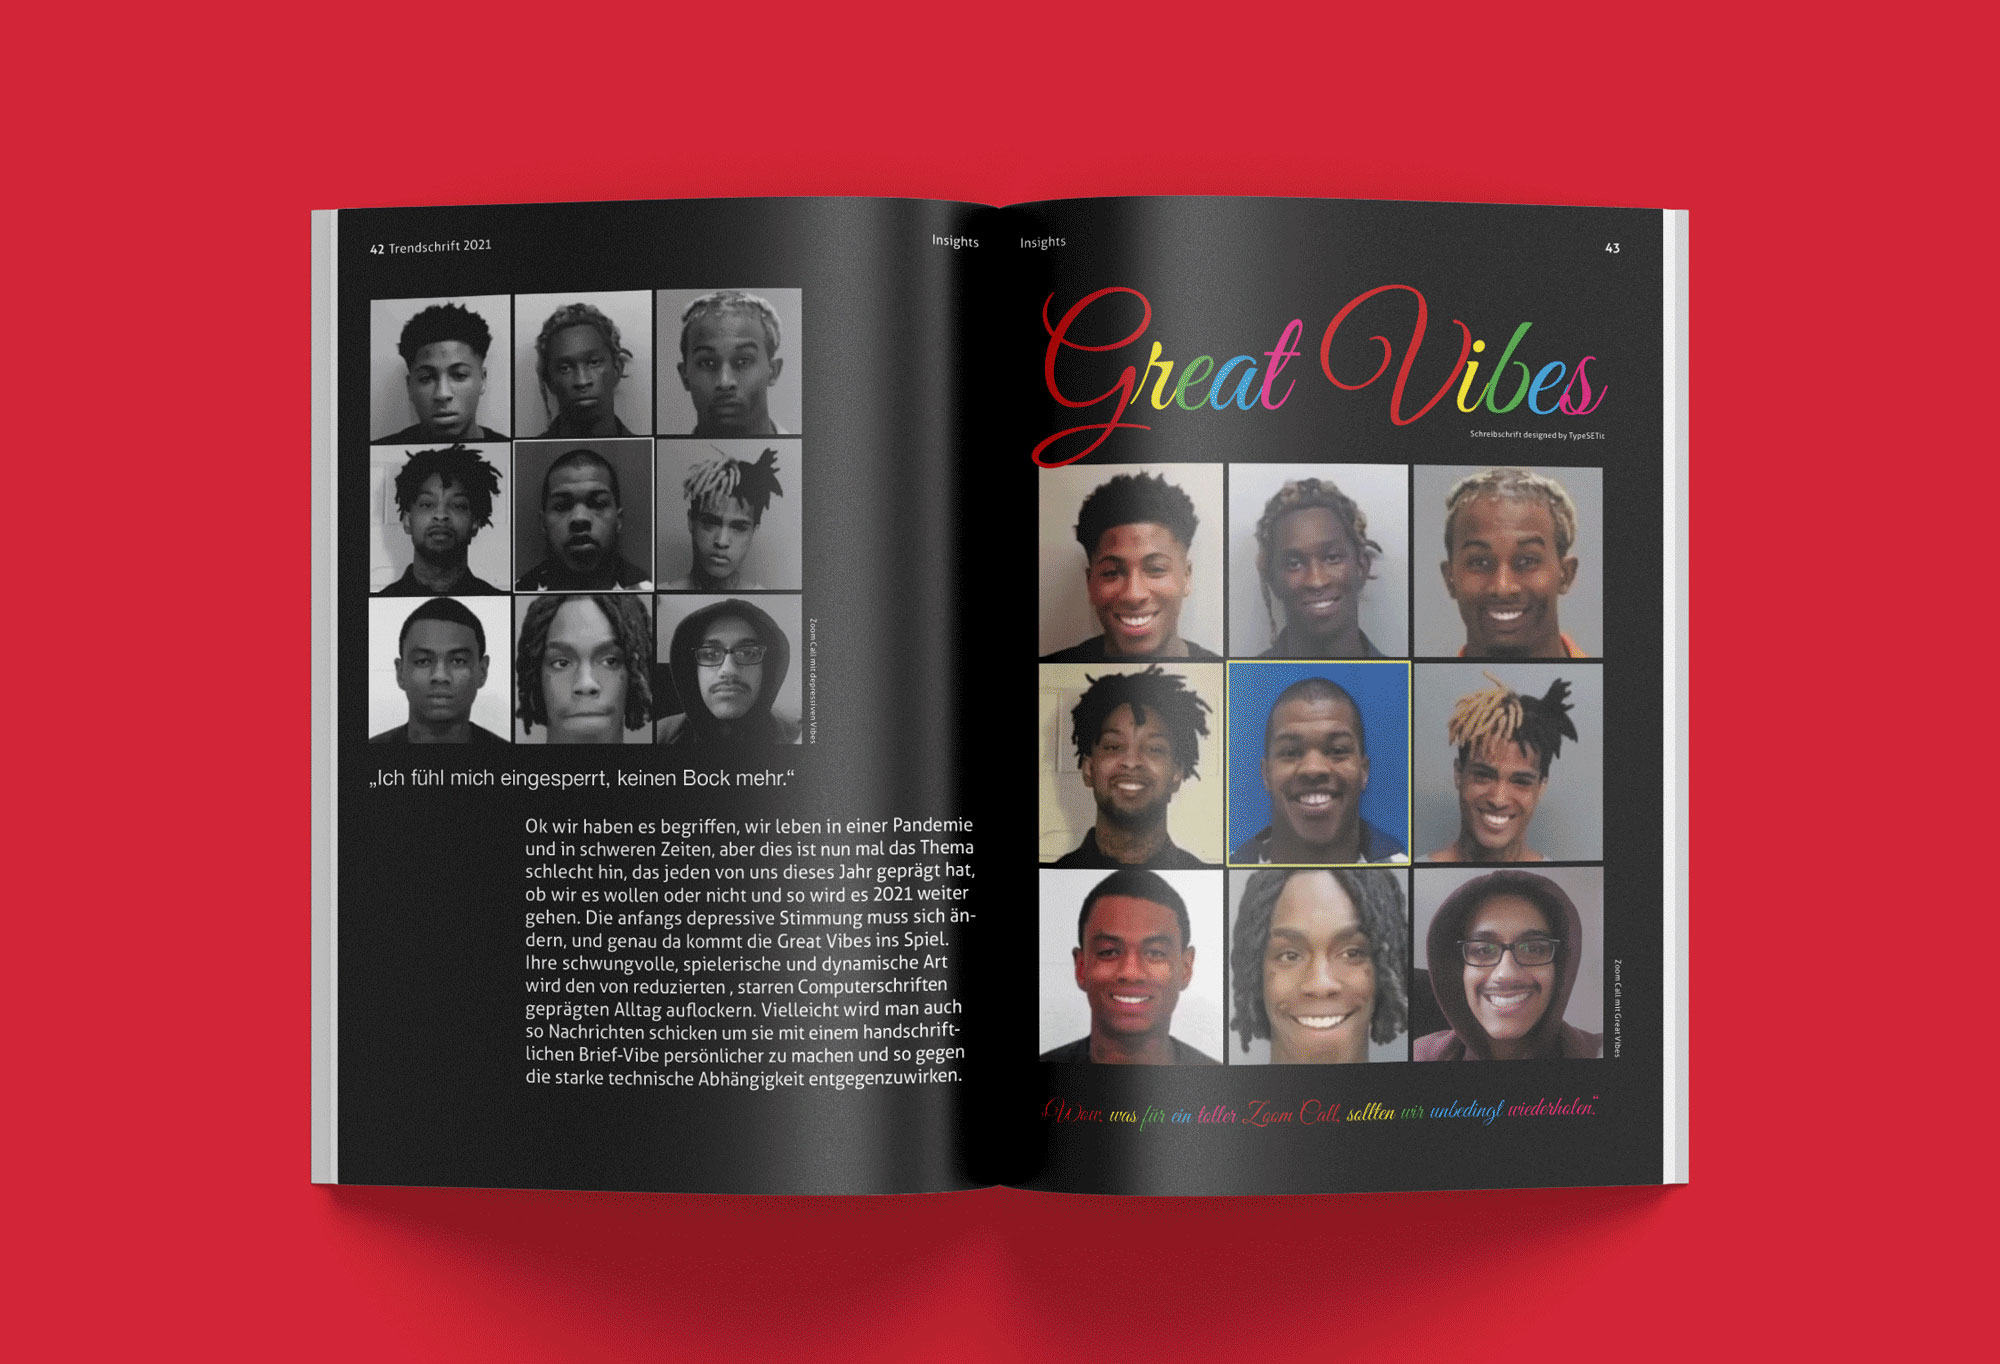 42 Trendschrift 2021
Insights
Zoom Call mit depressiven Vibes
„Ich fühl mich eingesperrt, keinen Bock mehr.“
Ok wir haben es begriffen, wir leben in einer Pandemie
und in schweren Zeiten, aber dies ist nun mal das Thema
schlecht hin, das jeden von uns dieses Jahr geprägt hat,
ob wir es wollen oder nicht und so wird es 2021 weiter
gehen. Die anfangs depressive Stimmung muss sich än-
dern, und genau da kommt die Great Vibes ins Spiel.
Ihre schwungvolle, spielerische und dynamische Art
wird den von reduzierten , starren Computerschriften
geprägten Alltag auflockern. Vielleicht wird man auch
so Nachrichten schicken um sie mit einem handschrift-
lichen Brief-Vibe persönlicher zu machen und so gegen
die starke technische Abhängigkeit entgegenzuwirken.
Insights
43
Great Vibes
Schreibschrift designed by TypeSETit
Zoom Call mit Great Vibes
„Wow, was für ein toller Zoom Call, sollten wir unbedingt wiederholen.“